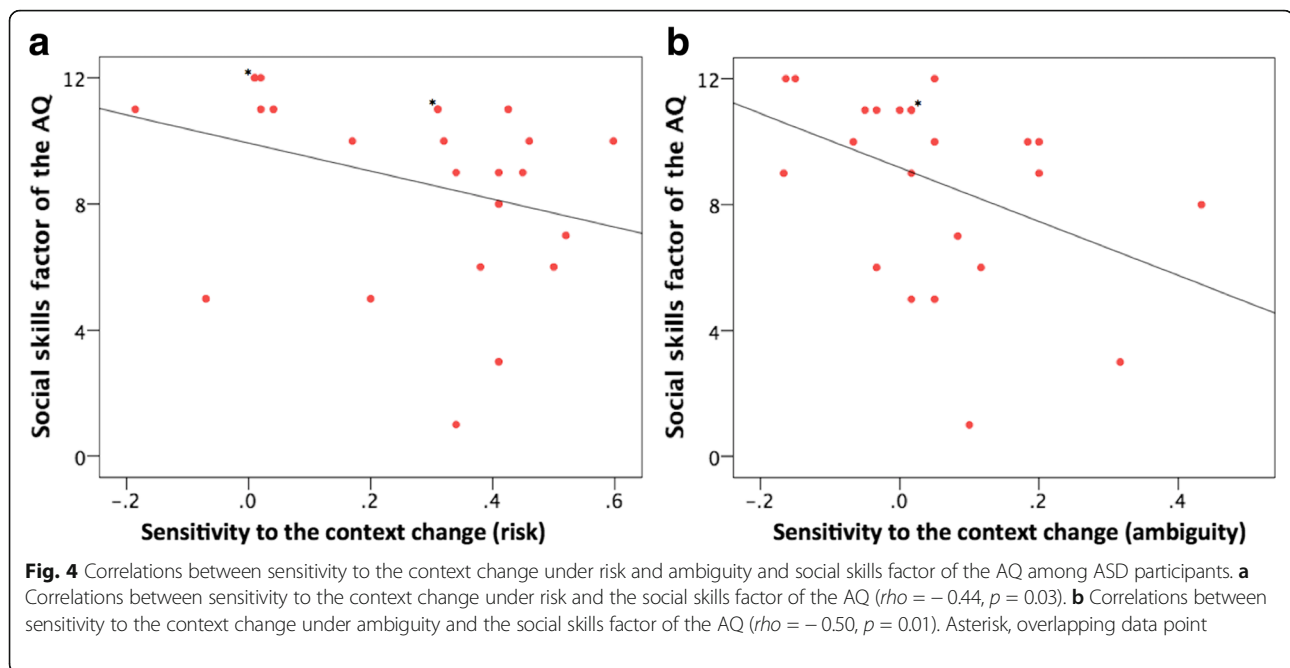 a
b
Social skills factor of the AQ
12
8
4
0
-.2 .0 .2 .4 .6
Sensitivity to the context change (risk)
Social skills factor of the AQ
12
8
4
0
-.2 .0 .2 .4
Sensitivity to the context change (ambiguity)
Fig. 4 Correlations between sensitivity to the context change under risk and ambiguity and social skills factor of the AQ among ASD participants. a
Correlations between sensitivity to the context change under risk and the social skills factor of the AQ (rho = − 0.44, p = 0.03). b Correlations between
sensitivity to the context change under ambiguity and the social skills factor of the AQ (rho = − 0.50, p = 0.01). Asterisk, overlapping data point